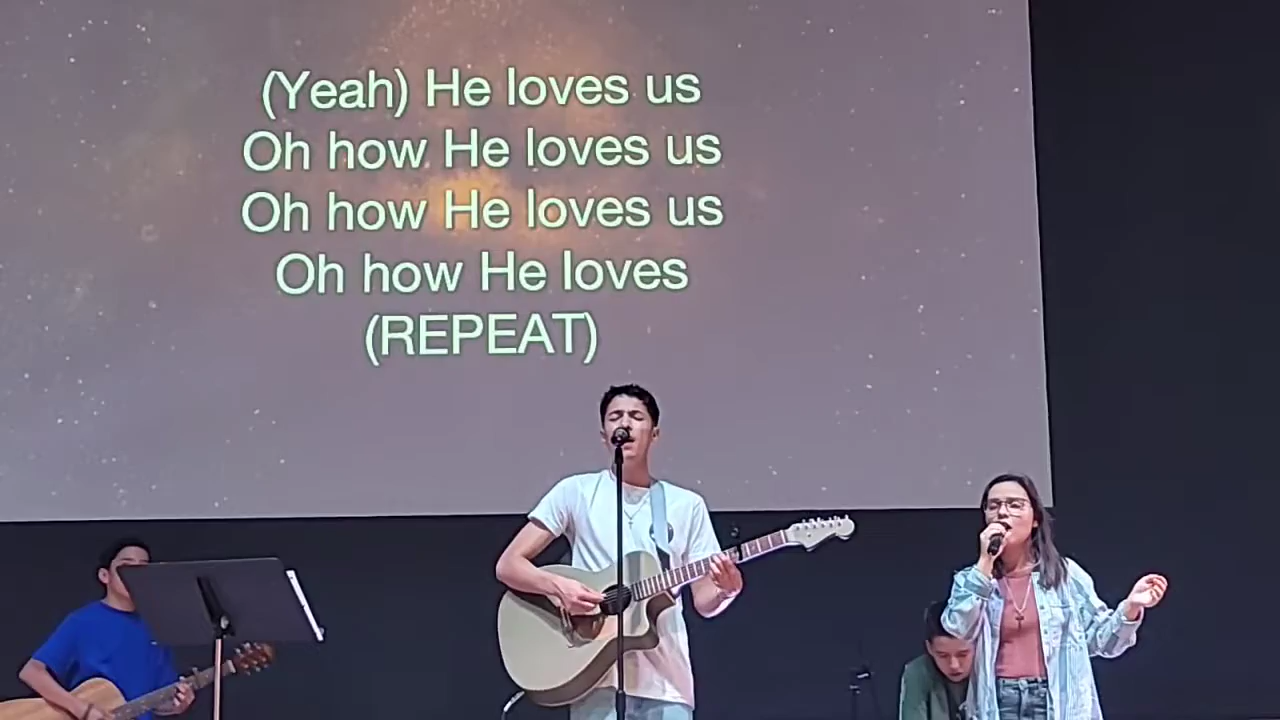 (Yeah) He loves us
Oh how He loves us
Oh how He loves us
Oh how He loves
(REPEAT)